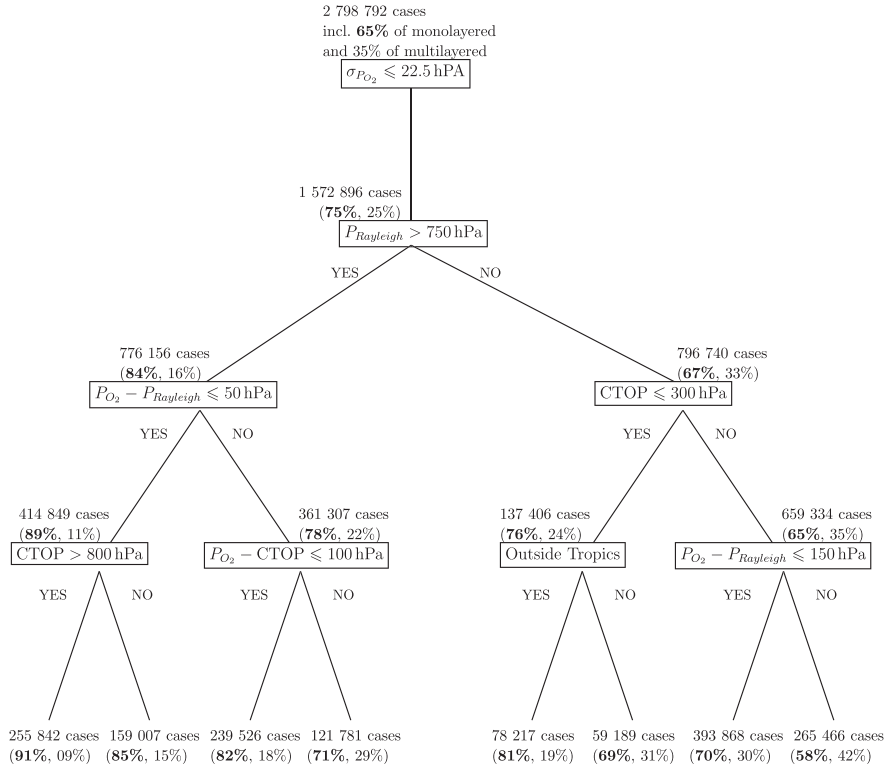 2 798 792 cases
incl. 65% of monolayered
and 35% of multilayered
σ_{P_{O_2}} ⩽ 22.5 hPA
1 572 896 cases
(75%, 25%)
P_{Rayleigh} > 750 hPa
YES NO
776 156 cases 796 740 cases
(84%, 16%) (67%, 33%)
P_{O_2} − P_{Rayleigh} ⩽ 50 hPa CTOP ⩽ 300 hPa
YES NO YES NO
414 849 cases 361 307 cases 137 406 cases 659 334 cases
(89%, 11%) (78%, 22%) (76%, 24%) (65%, 35%)
CTOP > 800 hPa P_{O_2} − CTOP ⩽ 100 hPa Outside Tropics P_{O_2} − P_{Rayleigh} ⩽ 150 hPa
YES NO YES NO YES NO YES NO
255 842 cases 159 007 cases 239 526 cases 121 781 cases 78 217 cases 59 189 cases 393 868 cases 265 466 cases
(91%, 09%) (85%, 15%) (82%, 18%) (71%, 29%) (81%, 19%) (69%, 31%) (70%, 30%) (58%, 42%)